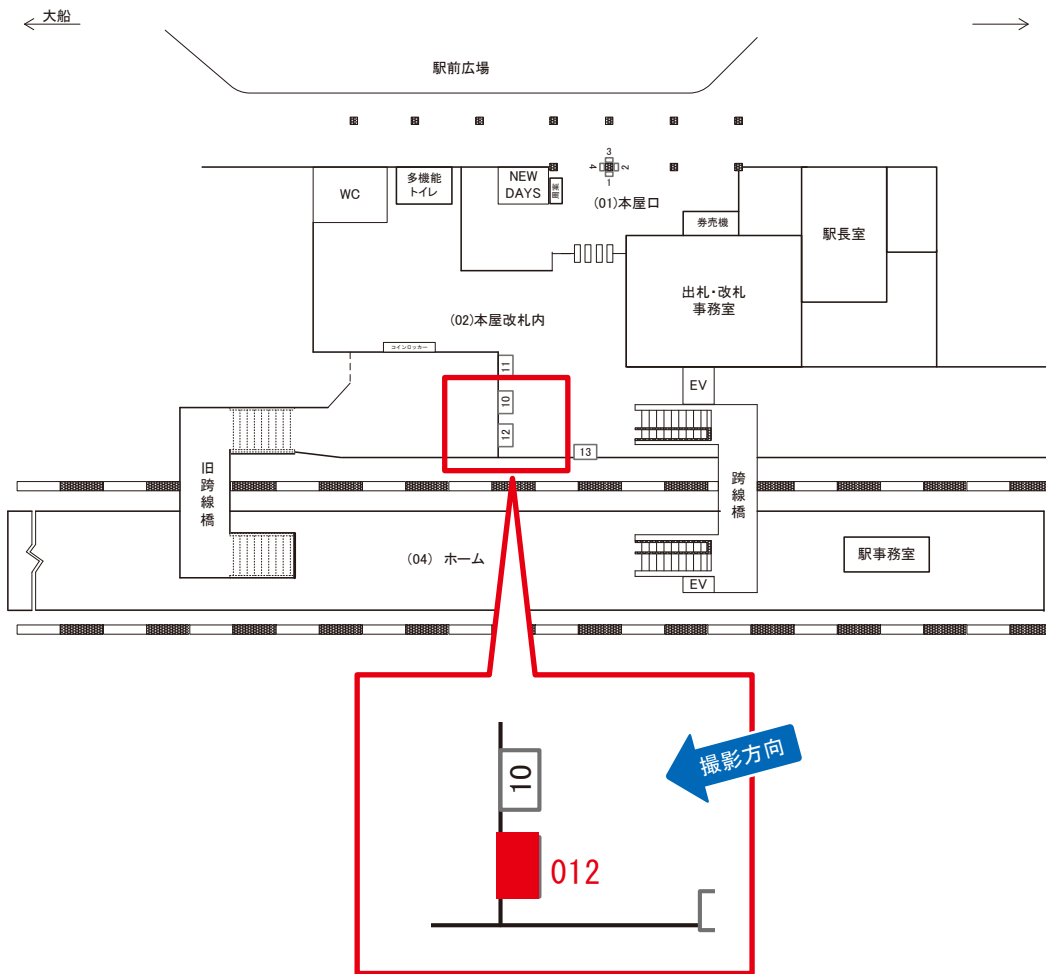 大船
駅前広場
3
4
2
1
WC
多機能
トイレ
NEW
DAYS
(01)本屋口
券売機
駅長室
出札・改札
事務室
(02)本屋改札内
コインロッカー
11
10
12
13
EV
旧跨線橋
跨線橋
(04) ホーム
駅事務室
EV
10
撮影方向
012